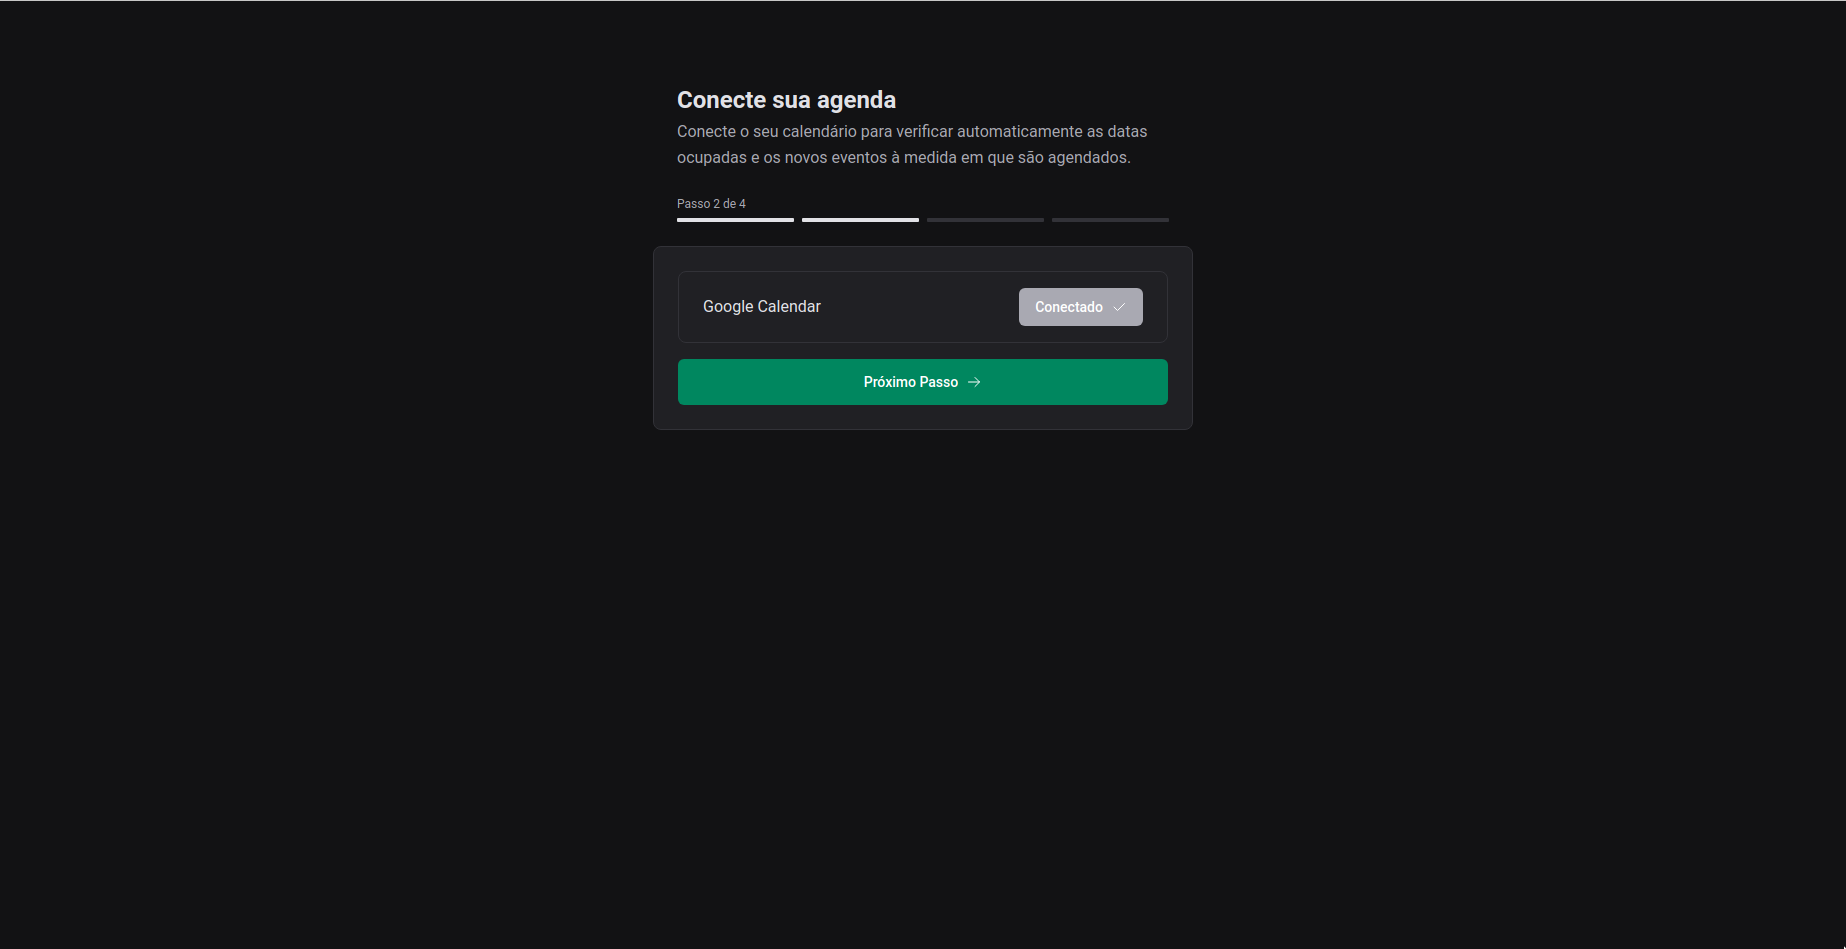 Conecte sua agenda
Conecte o seu calendário para verificar automaticamente as datas
ocupadas e os novos eventos à medida em que são agendados.
Passo 2 de 4
Google Calendar
Conectado
Próximo Passo